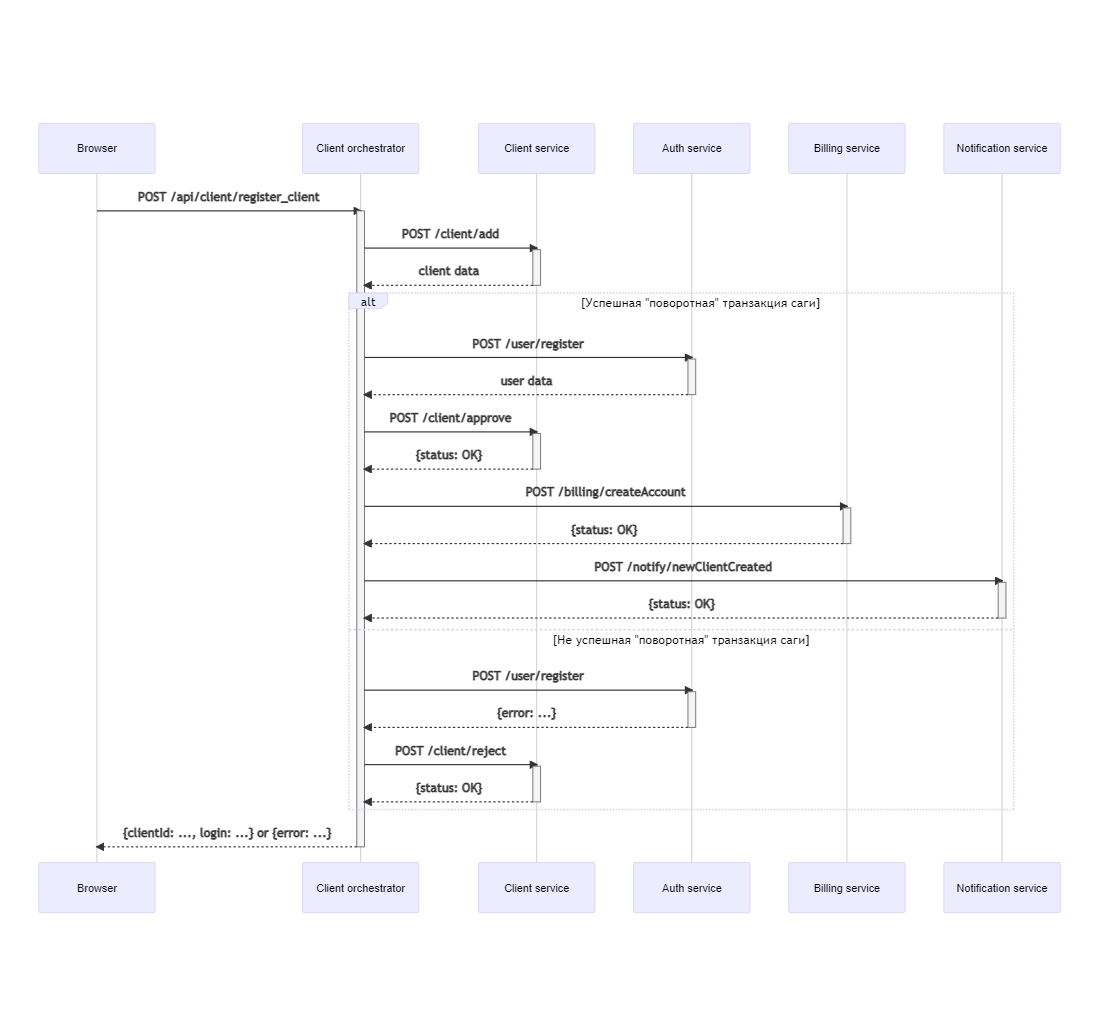 Browser
Client orchestrator
Client service
Auth service
Billing service
Notification service
POST /api/client/register_client
POST /client/add
client data
alt
[Успешная "поворотная" транзакция саги]
POST /user/register
user data
POST /client/approve
{status: OK}
POST /billing/createAccount
{status: OK}
POST /notify/newClientCreated
{status: OK}
[Не успешная "поворотная" транзакция саги]
POST /user/register
{error: ...}
POST /client/reject
{status: OK}
{clientId: ..., login: ...} or {error: ...}
Browser
Client orchestrator
Client service
Auth service
Billing service
Notification service